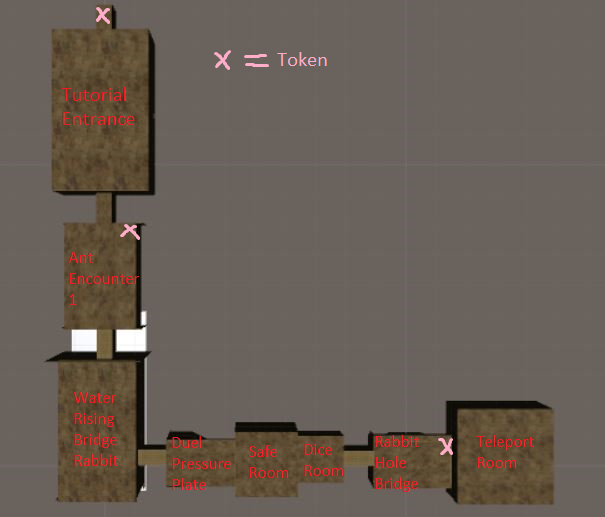 X = Token
X
Tutorial
Entrance
X
Ant
Encounter
1
Water
Rising
Bridge
Rabbit
Dual
Pressure
Plate
Safe
Room
Dice
Room
Rabbit
Hole
Bridge
X
Teleport
Room